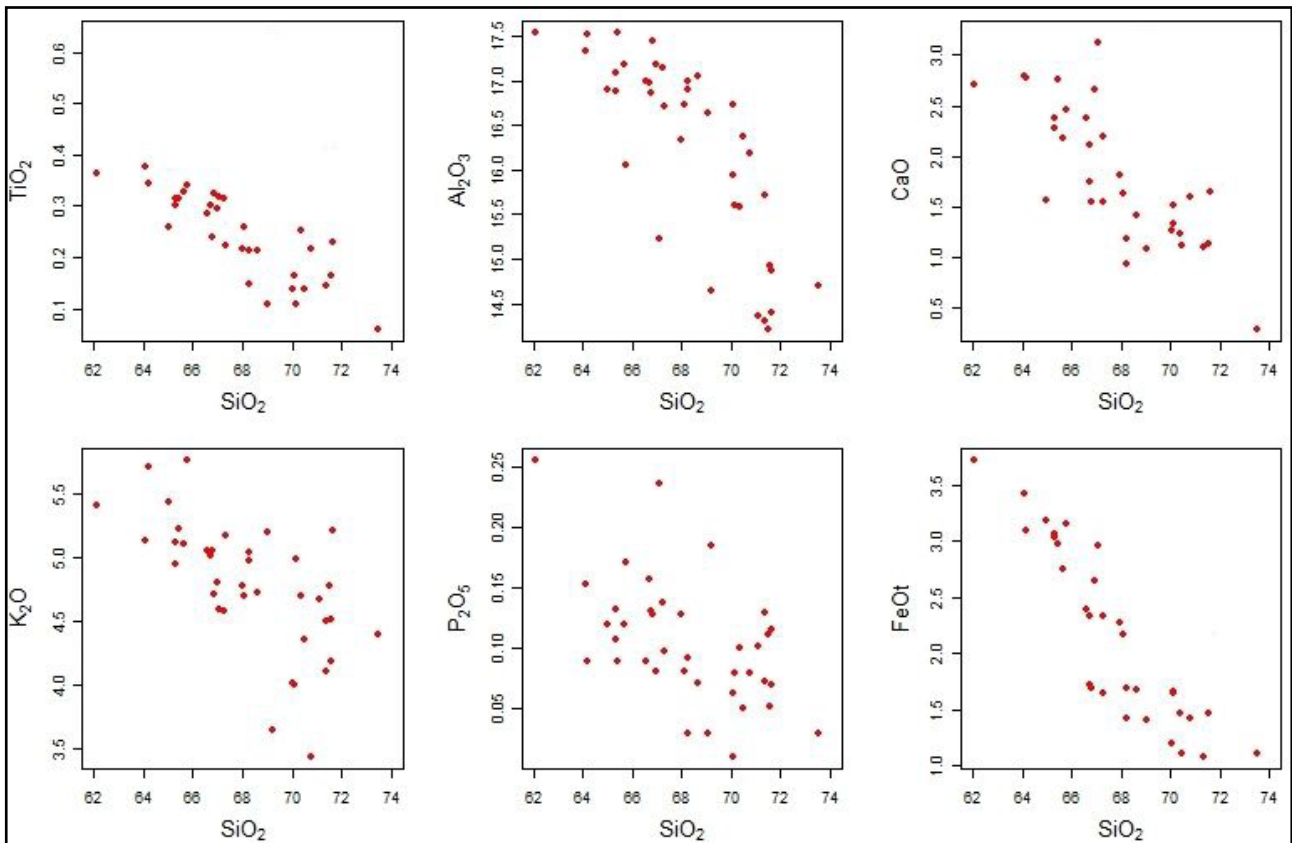 TiO₂
0.1 0.2 0.3 0.4 0.5 0.6
62 64 66 68 70 72 74
SiO₂
Al₂O₃
14.5 15.0 15.5 16.0 16.5 17.0 17.5
62 64 66 68 70 72 74
SiO₂
CaO
0.5 1.0 1.5 2.0 2.5 3.0
62 64 66 68 70 72 74
SiO₂
K₂O
3.5 4.0 4.5 5.0 5.5
62 64 66 68 70 72 74
SiO₂
P₂O₅
0.05 0.10 0.15 0.20 0.25
62 64 66 68 70 72 74
SiO₂
FeOt
1.0 1.5 2.0 2.5 3.0 3.5
62 64 66 68 70 72 74
SiO₂